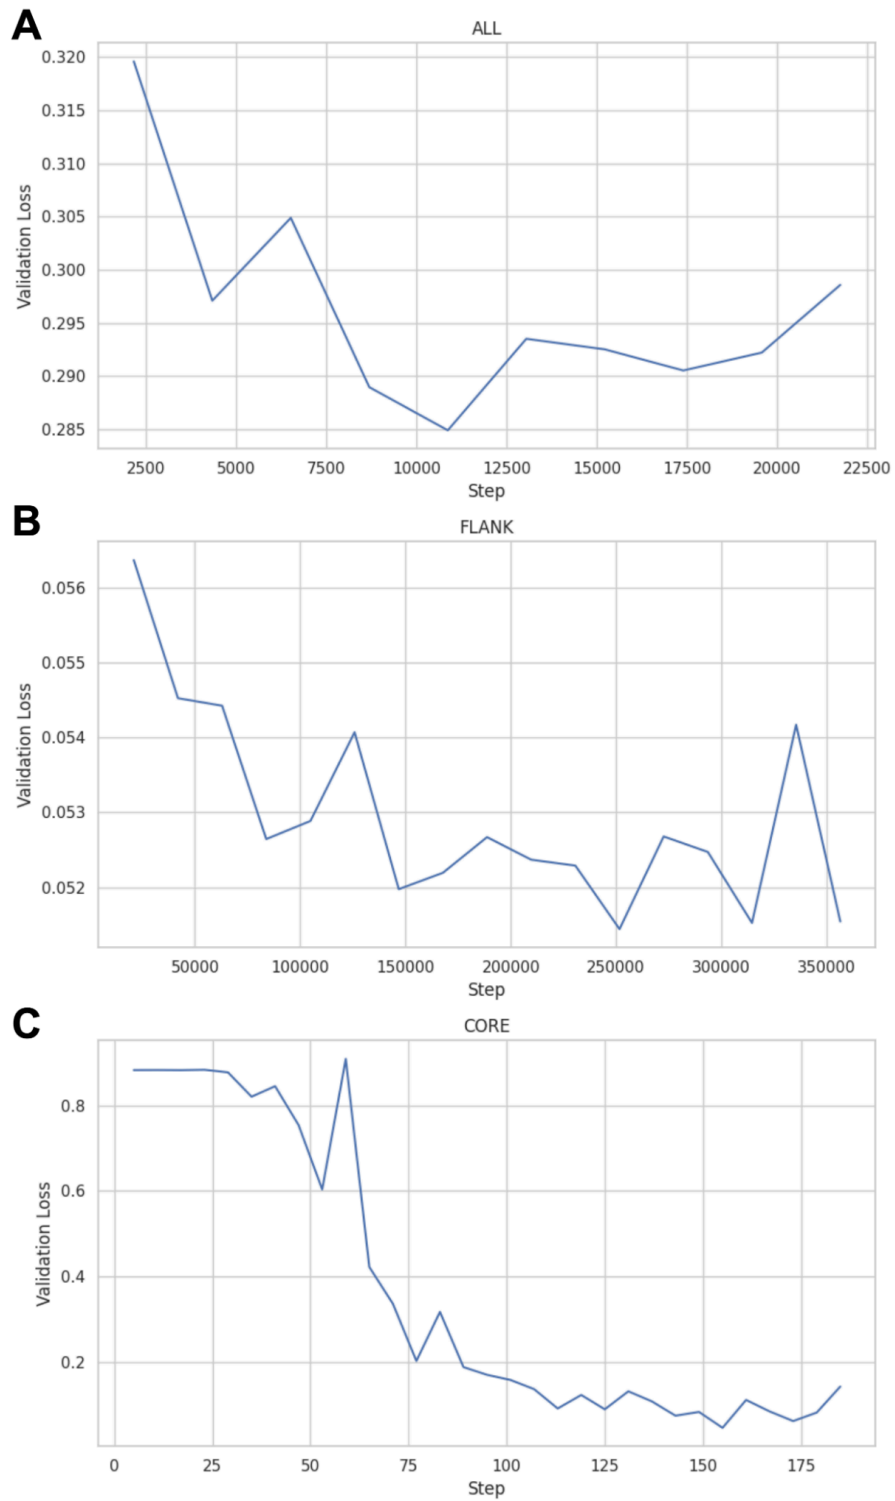 A
ALL
0.320
0.315
0.310
0.305
0.300
0.295
0.290
0.285
Validation Loss
2500 5000 7500 10000 12500 15000 17500 20000 22500
Step
B
FLANK
0.056
0.055
0.054
0.053
0.052
Validation Loss
50000 100000 150000 200000 250000 300000 350000
Step
C
CORE
0.8
0.6
0.4
0.2
Validation Loss
0 25 50 75 100 125 150 175
Step